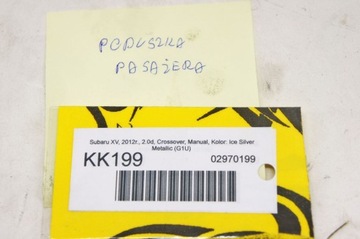 PODUSZKA
PASAŻERA
Subaru XV, 2012r., 2.0d, Crossover, Manual, Kolor: Ice Silver
Metallic (G1U)
KK199
02970199